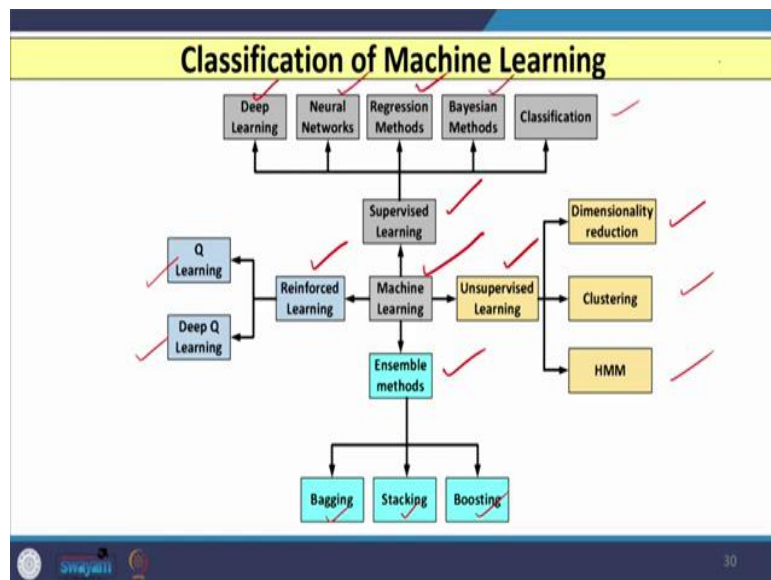 Classification of Machine Learning
Deep
Learning
Neural
Networks
Regression
Methods
Bayesian
Methods
Classification
Supervised
Learning
Dimensionality
reduction
Q
Learning
Reinforced
Learning
Machine
Learning
Unsupervised
Learning
Clustering
Deep Q
Learning
Ensemble
methods
HMM
Bagging
Stacking
Boosting
swayam
30